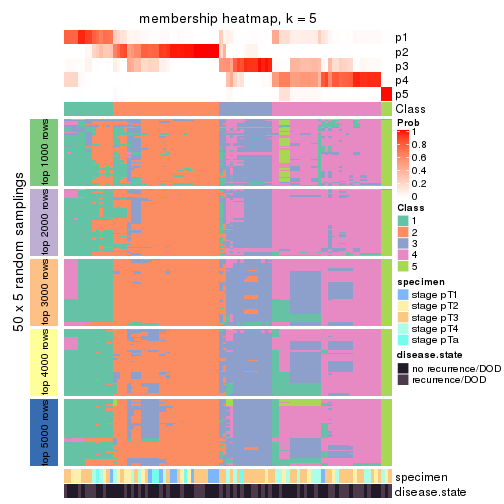 membership heatmap, k = 5
p1
p2
p3
p4
p5
Class
Prob
1
0.8
0.6
0.4
0.2
0
Class
1
2
3
4
5
specimen
stage pT1
stage pT2
stage pT3
stage pT4
stage pTa
disease.state
no recurrence/DOD
recurrence/DOD
50 x 5 random samplings
top 1000 rows
top 2000 rows
top 3000 rows
top 4000 rows
top 5000 rows
specimen
disease.state